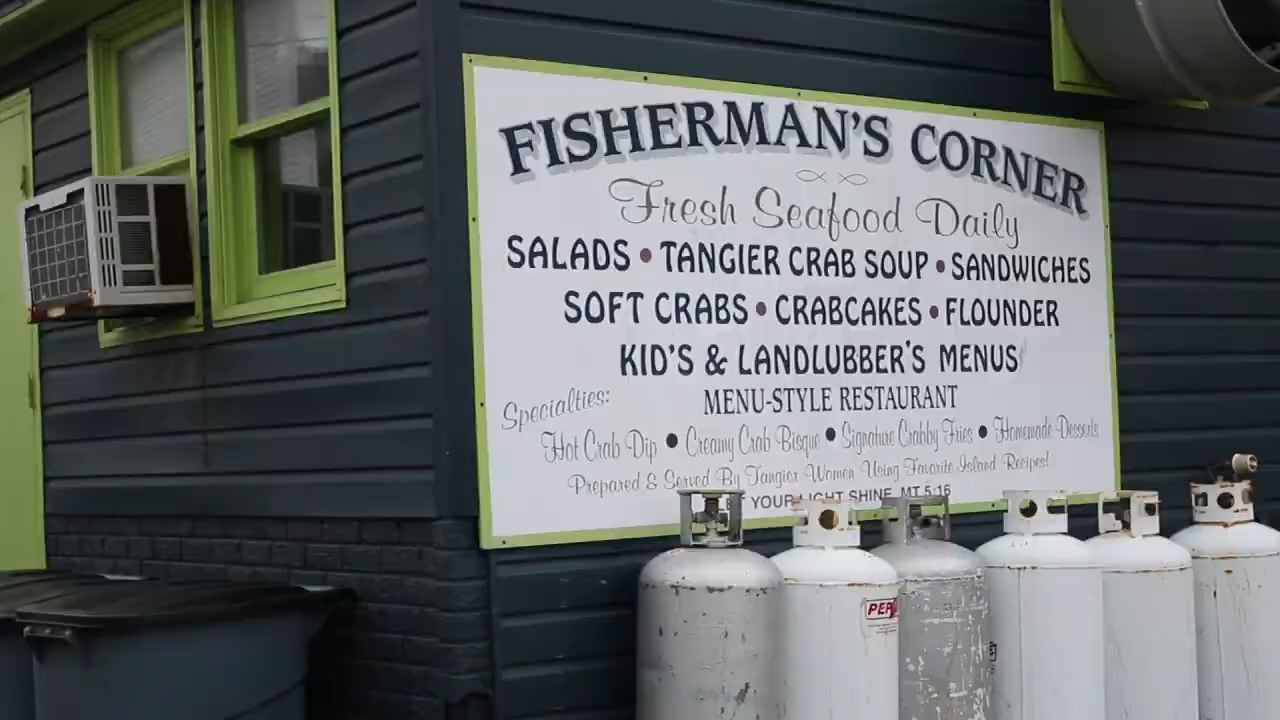 FISHERMAN'S CORNER
Fresh Seafood Daily
SALADS • TANGIER CRAB SOUP • SANDWICHES
SOFT CRABS • CRABCAKES • FLOUNDER
KID'S & LANDLUBBER'S MENUS
MENU-STYLE RESTAURANT
Specialties:
Hot Crab Dip • Creamy Crab Bisque • Signature Crabby Fries • Homemade Desserts
Prepared & Served By Tangier Women Using Favorite Island Recipes!
YOUR LIGHT SHINE, MT 5:16